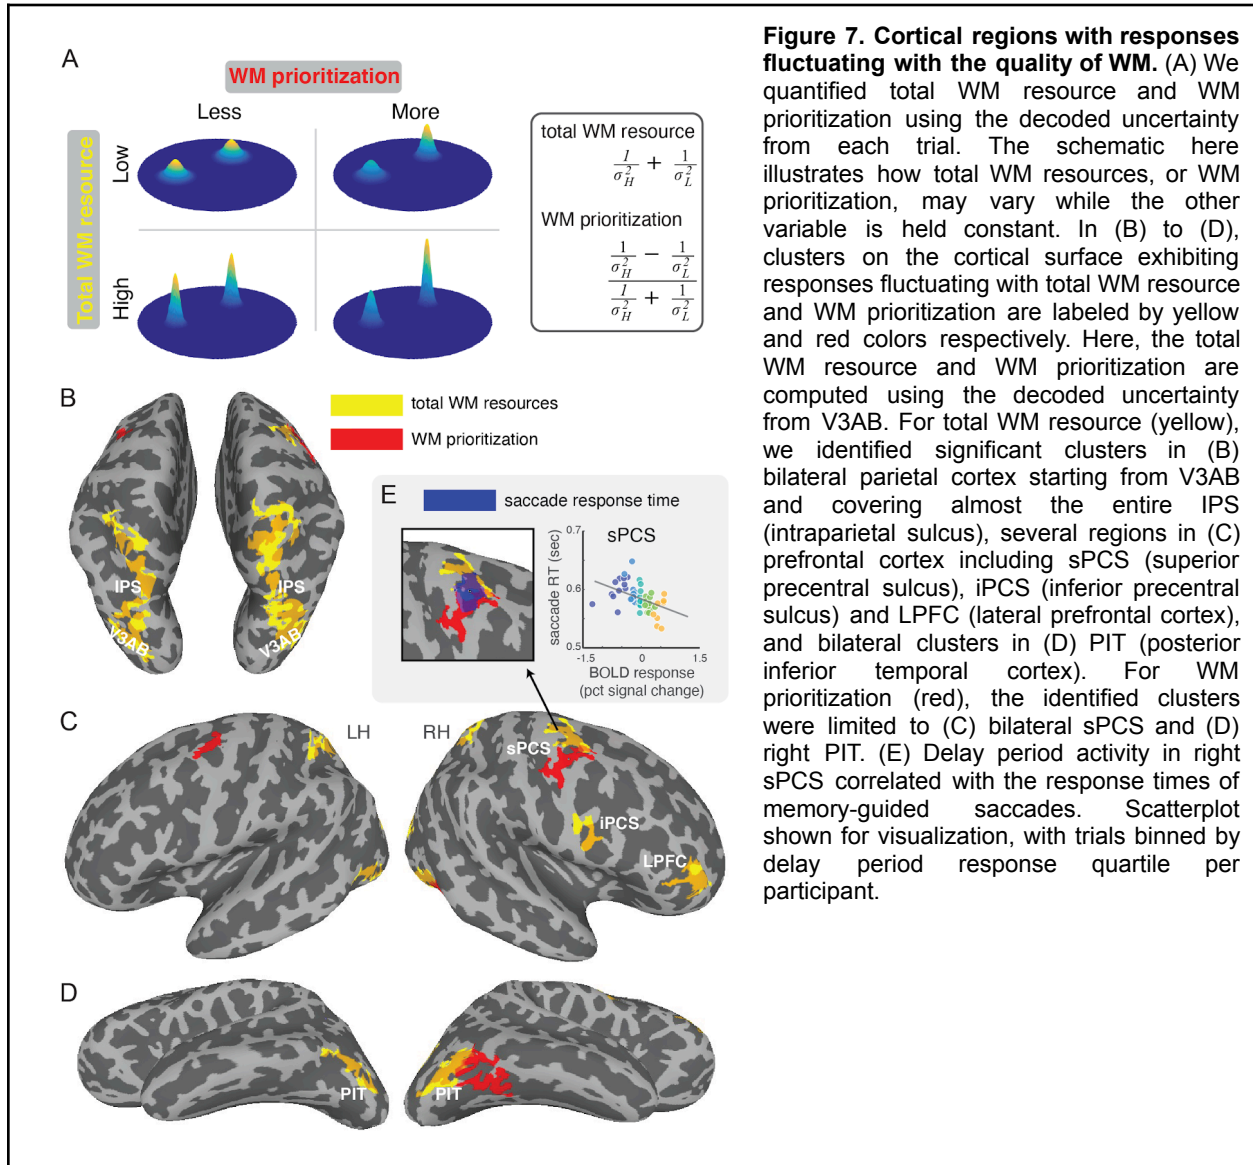 A
WM prioritization
Less
More
Total WM resource
Low
High
total WM resource
I/σ²_H + 1/σ²_L
WM prioritization
1/σ²_H − 1/σ²_L
I/σ²_H + 1/σ²_L
B
total WM resources
WM prioritization
IPS
IPS
V3AB
V3AB
E
saccade response time
sPCS
saccade RT (sec)
0.7
0.6
0.5
-1.3
0
1.5
BOLD response
(pct signal change)
C
LH
RH
sPCS
iPCS
LPFC
D
PIT
PIT
Figure 7. Cortical regions with responses
fluctuating with the quality of WM. (A) We
quantified total WM resource and WM
prioritization using the decoded uncertainty
from each trial. The schematic here
illustrates how total WM resources, or WM
prioritization, may vary while the other
variable is held constant. In (B) to (D),
clusters on the cortical surface exhibiting
responses fluctuating with total WM resource
and WM prioritization are labeled by yellow
and red colors respectively. Here, the total
WM resource and WM prioritization are
computed using the decoded uncertainty
from V3AB. For total WM resource (yellow),
we identified significant clusters in (B)
bilateral parietal cortex starting from V3AB
and covering almost the entire IPS
(intraparietal sulcus), several regions in (C)
prefrontal cortex including sPCS (superior
precentral sulcus), iPCS (inferior precentral
sulcus) and LPFC (lateral prefrontal cortex),
and bilateral clusters in (D) PIT (posterior
inferior temporal cortex). For WM
prioritization (red), the identified clusters
were limited to (C) bilateral sPCS and (D)
right PIT. (E) Delay period activity in right
sPCS correlated with the response times of
memory-guided saccades. Scatterplot
shown for visualization, with trials binned by
delay period response quartile per
participant.